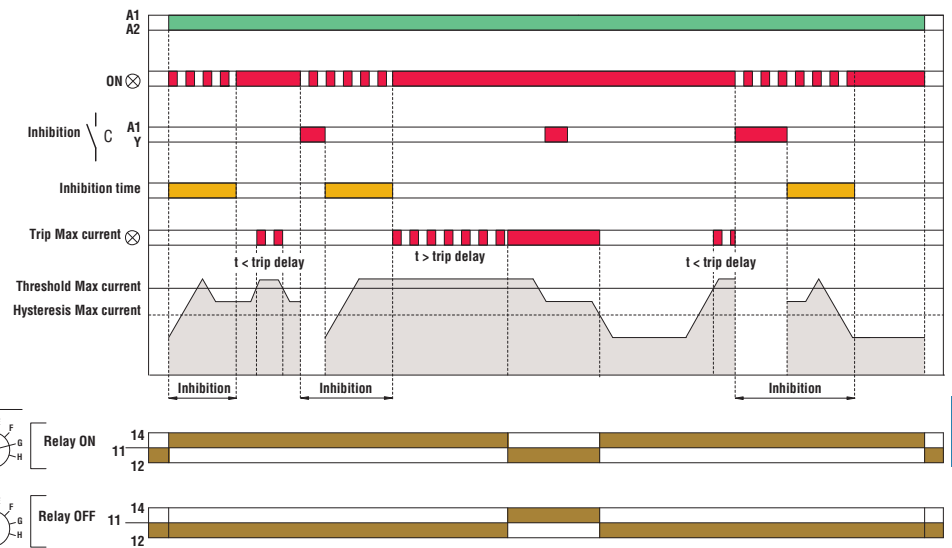 A1
A2
ON
Inhibition C A1
Y
Inhibition time
Trip Max current
t < trip delay
t > trip delay
t < trip delay
Threshold Max current
Hysteresis Max current
Inhibition
Inhibition
Inhibition
F
G
H
Relay ON
14
11
12
F
G
H
Relay OFF
14
11
12